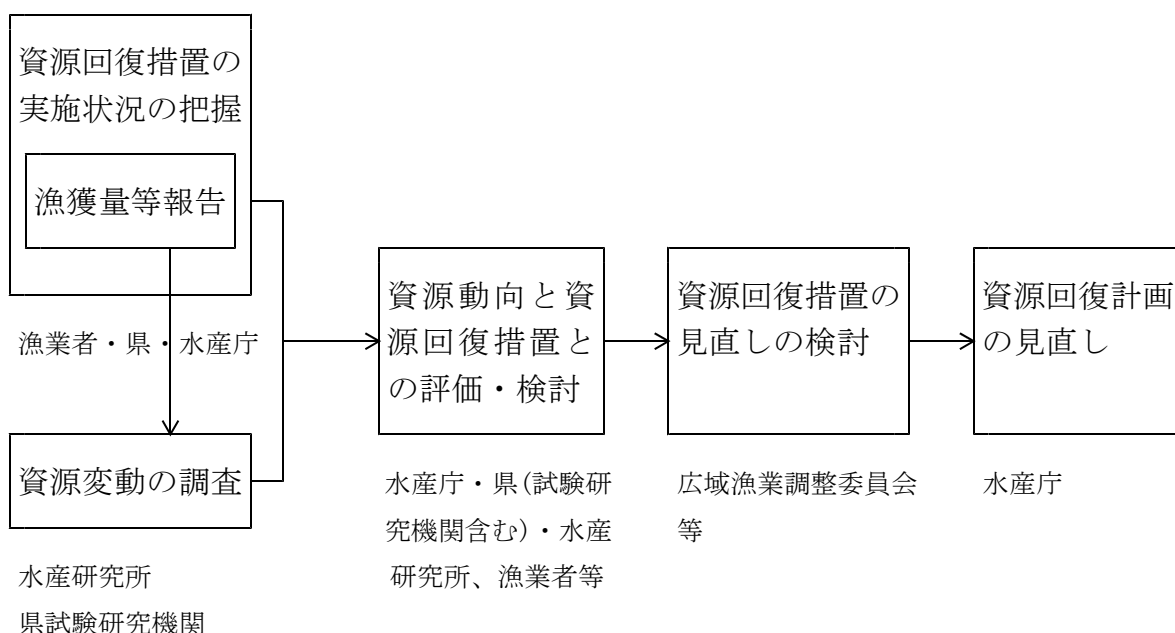 資源回復措置の
実施状況の把握
漁獲量等報告
漁業者・県・水産庁
資源変動の調査
水産研究所
県試験研究機関
資源動向と資
源回復措置と
の評価・検討
水産庁・県(試験研
究機関含む)・水産
研究所、漁業者等
資源回復措置の
見直しの検討
広域漁業調整委員会
等
資源回復計画
の見直し
水産庁